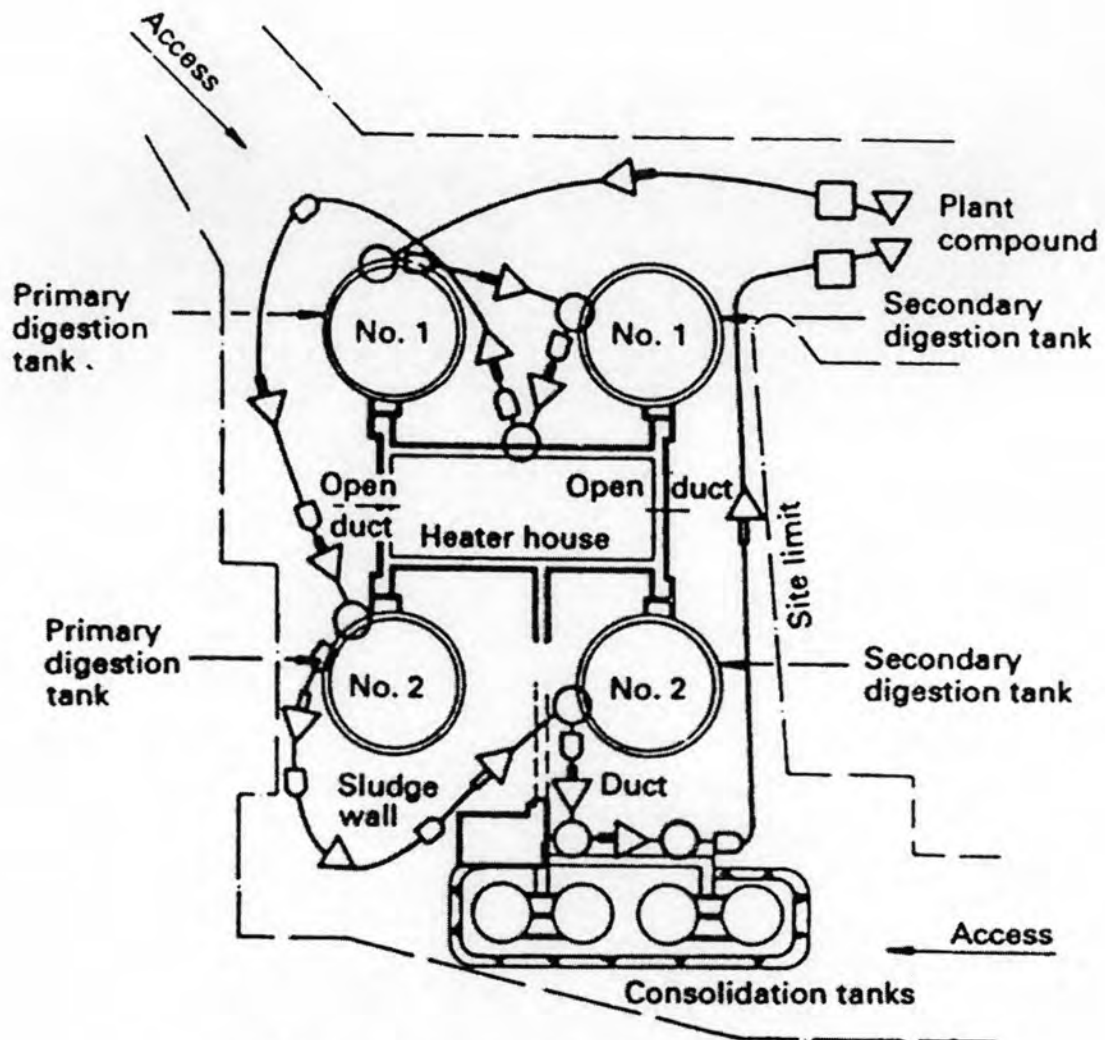 Access
Plant
compound
Primary
digestion
tank
No. 1
No. 1
Secondary
digestion tank
Open
duct
Open duct
Heater house
Site limit
Primary
digestion
tank
No. 2
No. 2
Secondary
digestion tank
Sludge
wall
Duct
Access
Consolidation tanks